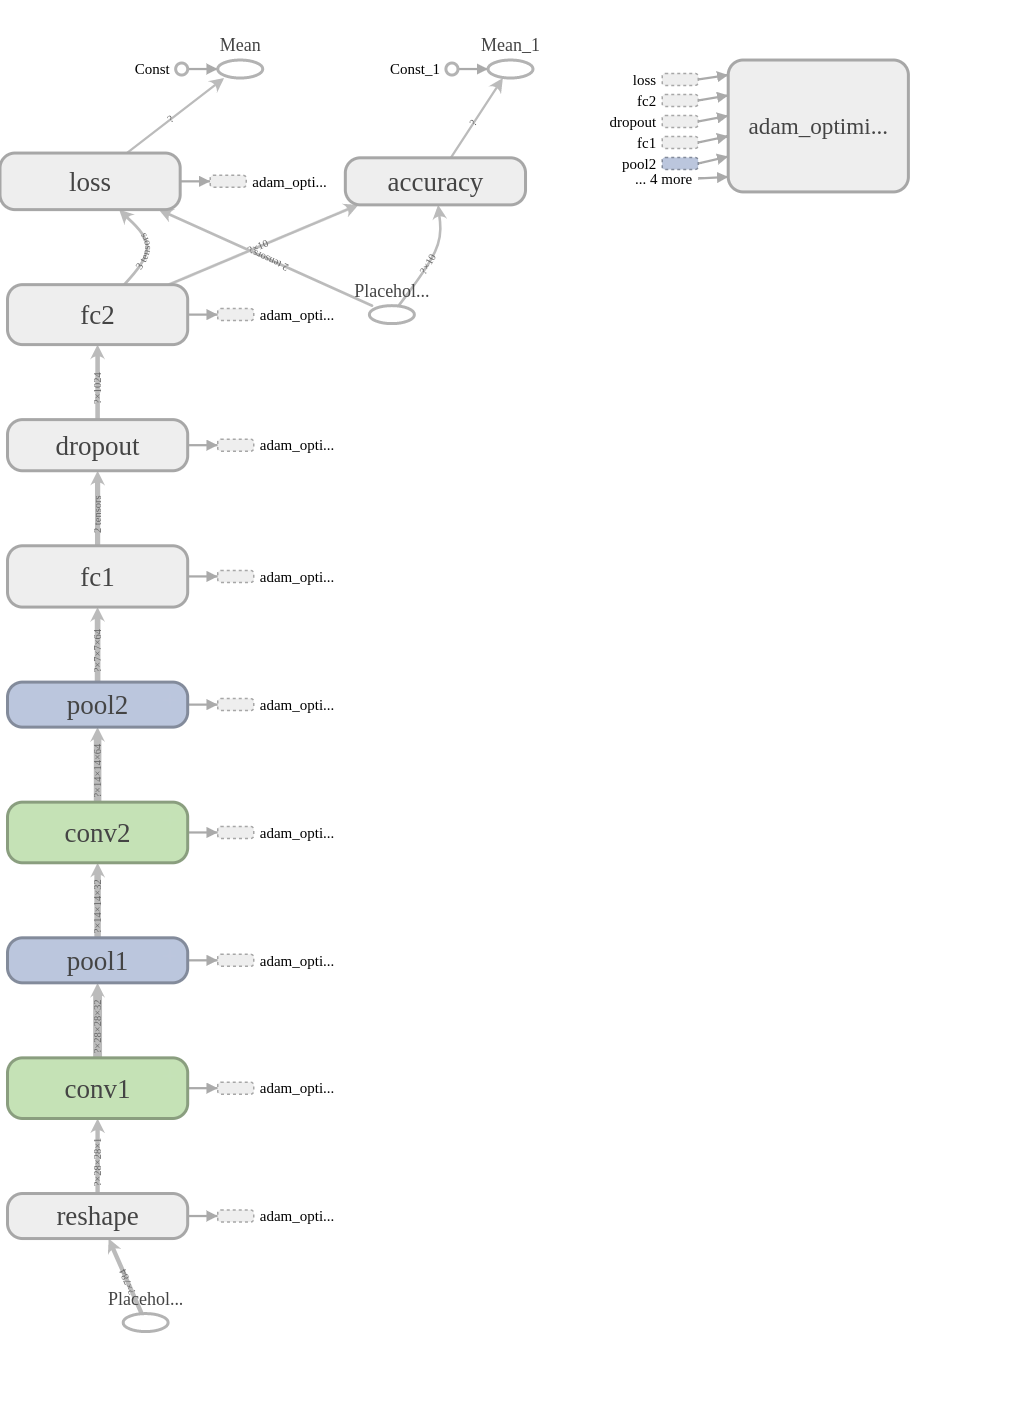 Mean
Mean_1
Const
Const_1
loss
fc2
dropout
fc1
pool2
... 4 more
adam_optimi...
?
?
loss
adam_opti...
accuracy
3 tensors
?×10
2 tensors
?×10
Placehol...
fc2
adam_opti...
?×1024
dropout
adam_opti...
2 tensors
fc1
adam_opti...
?×7×7×64
pool2
adam_opti...
?×14×14×64
conv2
adam_opti...
?×14×14×32
pool1
adam_opti...
?×28×28×32
conv1
adam_opti...
?×28×28×1
reshape
adam_opti...
?×784
Placehol...